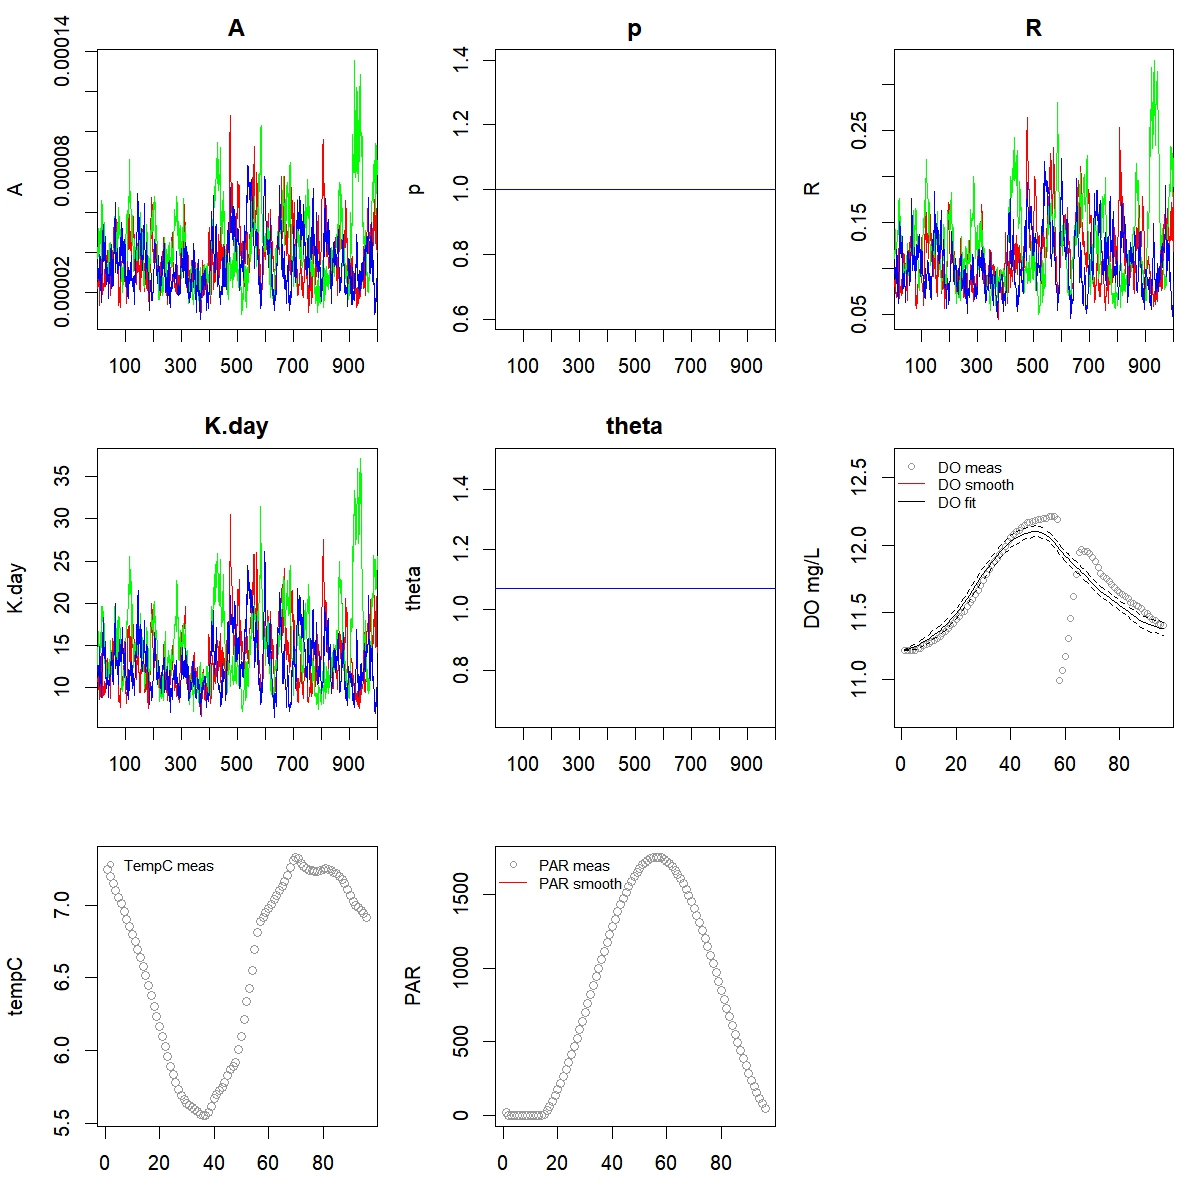 A
0.00014
0.00008
0.00002
A
100 300 500 700 900
p
1.4
1.2
1.0
0.8
0.6
p
100 300 500 700 900
R
0.25
0.15
0.05
R
100 300 500 700 900
K.day
35
30
25
20
15
10
K.day
100 300 500 700 900
theta
1.4
1.2
1.0
0.8
theta
100 300 500 700 900
DO meas
DO smooth
DO fit
12.5
12.0
11.5
11.0
DO mg/L
0 20 40 60 80
TempC meas
7.0
6.5
6.0
5.5
tempC
0 20 40 60 80
PAR meas
PAR smooth
1500
1000
500
0
PAR
0 20 40 60 80